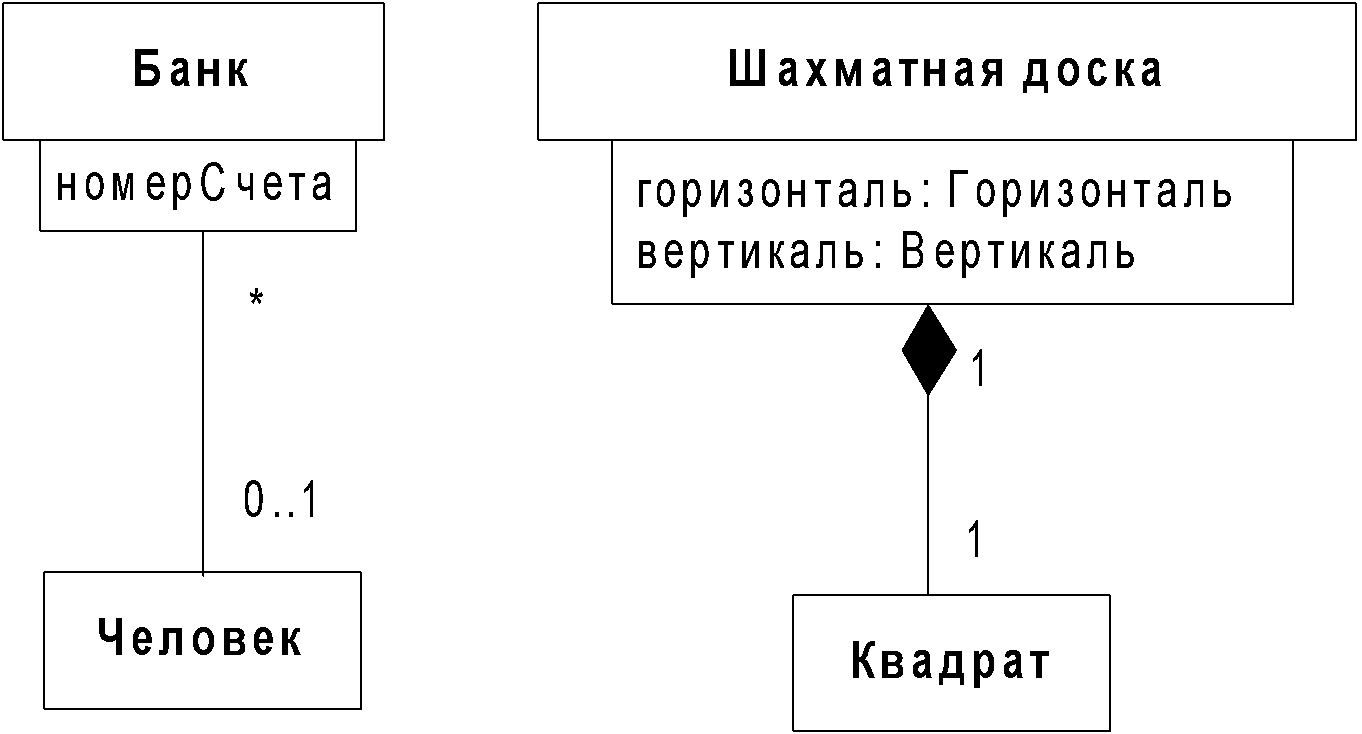 Банк
номерСчета
*
0..1
Человек
Шахматная доска
горизонталь: Горизонталь
вертикаль: Вертикаль
1
1
Квадрат